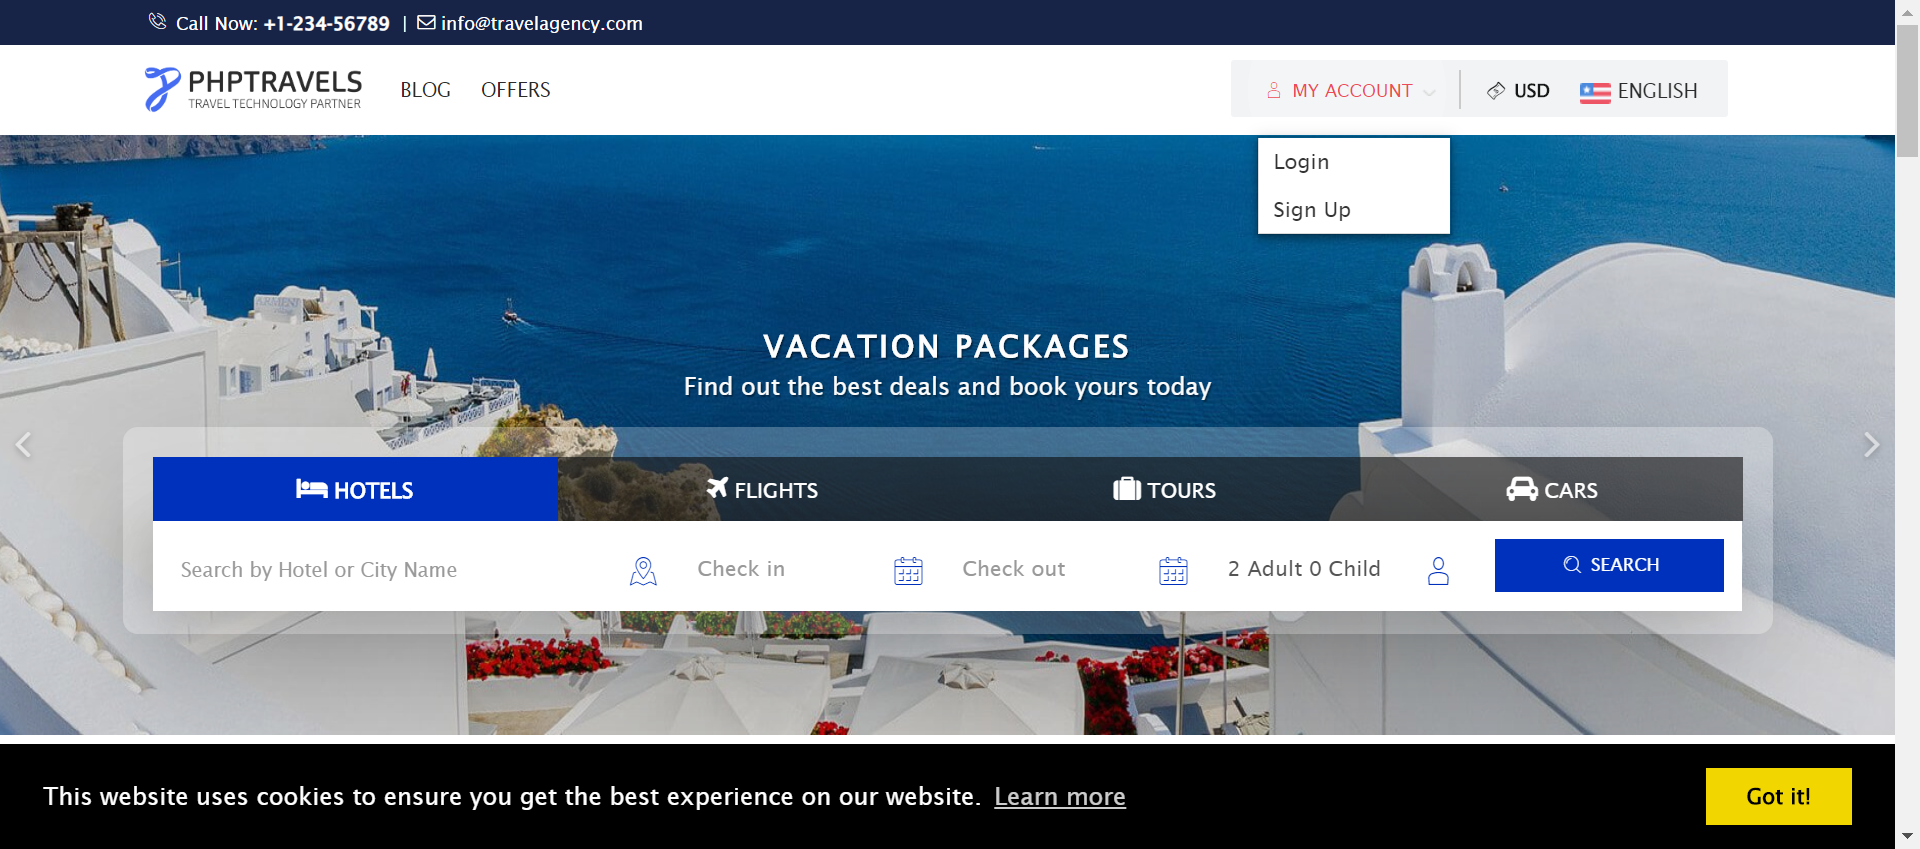 Call Now: +1-234-56789 | info@travelagency.com
PHPTRAVELS
TRAVEL TECHNOLOGY PARTNER
BLOG OFFERS
MY ACCOUNT USD ENGLISH
Login
Sign Up
VACATION PACKAGES
Find out the best deals and book yours today
HOTELS FLIGHTS TOURS CARS
Search by Hotel or City Name Check in Check out 2 Adult 0 Child SEARCH
This website uses cookies to ensure you get the best experience on our website. Learn more Got it!